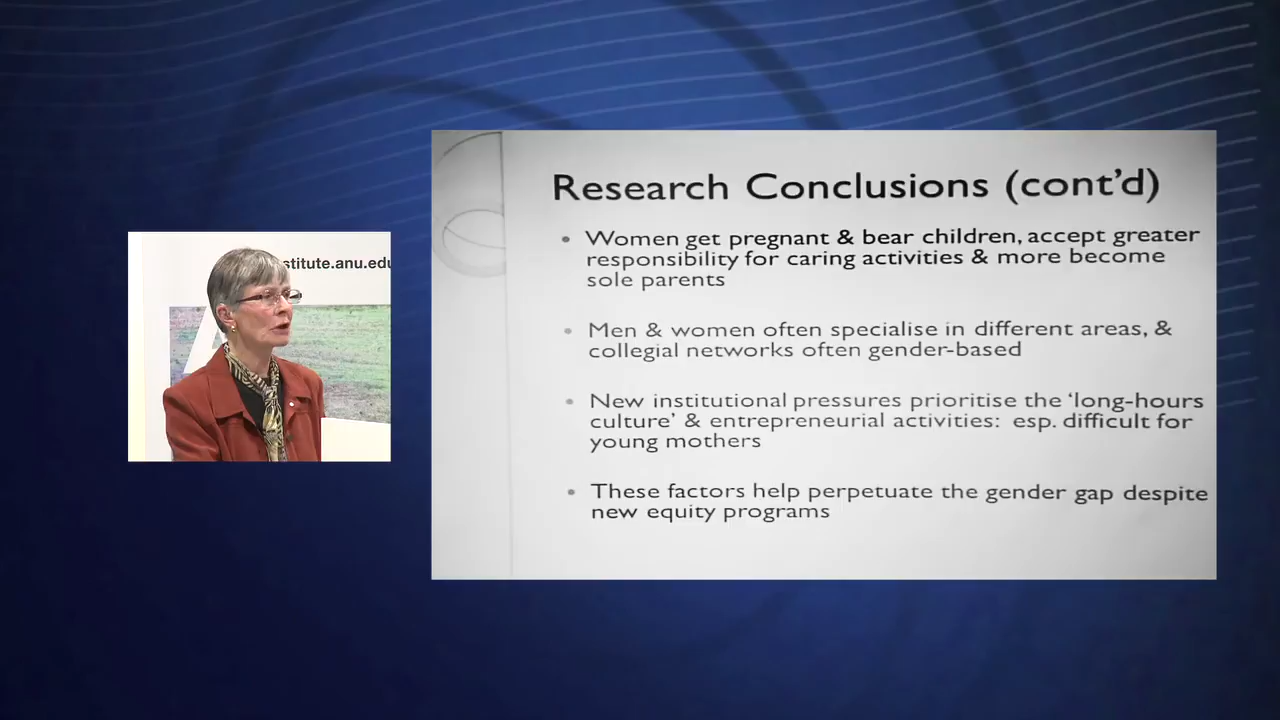 stitute.anu.edu
Research Conclusions (cont'd)
• Women get pregnant & bear children, accept greater
responsibility for caring activities & more become
sole parents
• Men & women often specialise in different areas, &
collegial networks often gender-based
• New institutional pressures prioritise the 'long-hours
culture' & entrepreneurial activities: esp. difficult for
young mothers
• These factors help perpetuate the gender gap despite
new equity programs